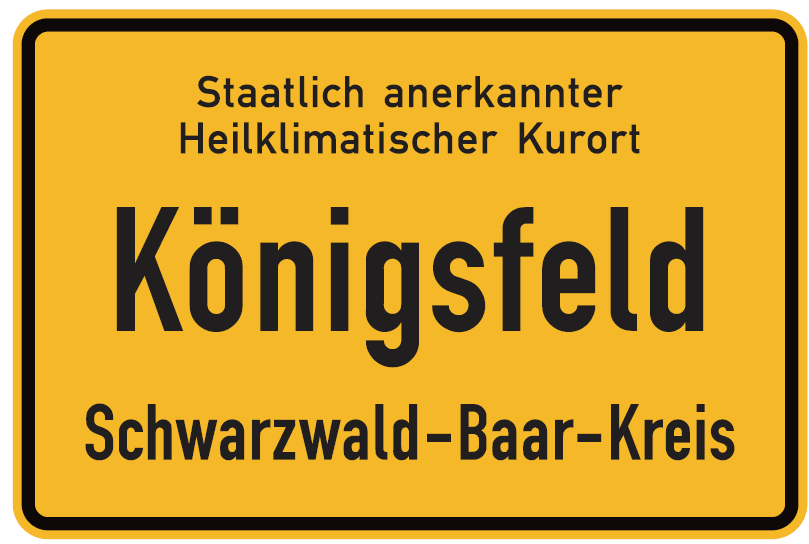 Staatlich anerkannter
Heilklimatischer Kurort
Königsfeld
Schwarzwald-Baar-Kreis